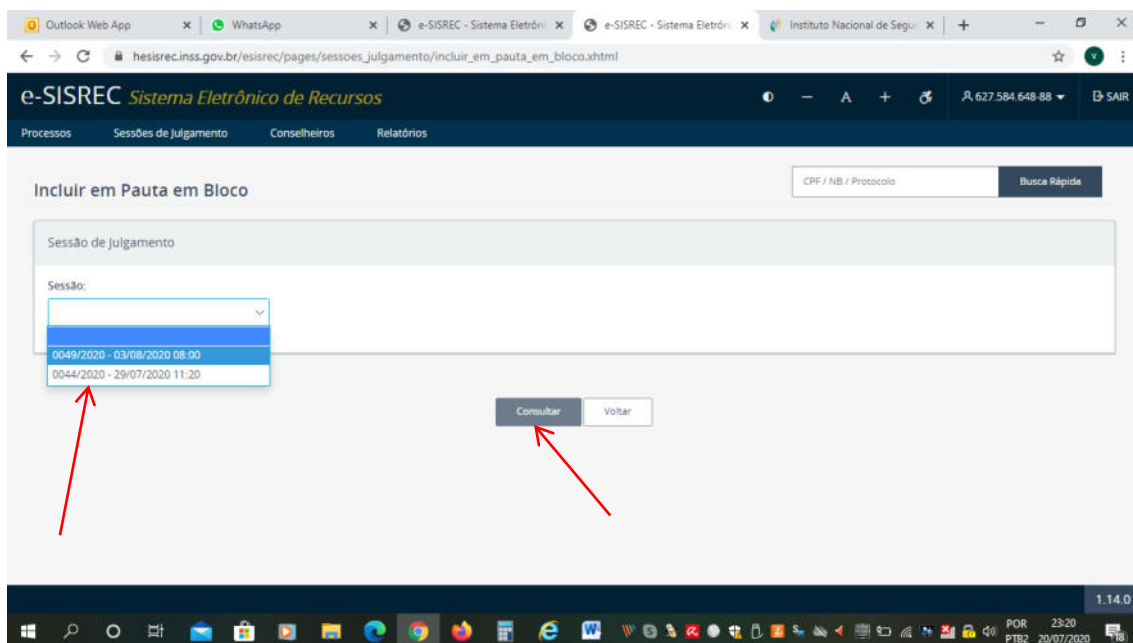 Outlook Web App
WhatsApp
e-SISREC - Sistema Eletrôni
e-SISREC - Sistema Eletrôni
Instituto Nacional de Segur
hesisrec.inss.gov.br/esisrec/pages/sessoes_julgamento/incluir_em_pauta_em_bloco.xhtml
V
e-SISREC Sistema Eletrônico de Recursos
A
627.584.648-88
SAIR
Processos
Sessões de Julgamento
Conselheiros
Relatórios
Incluir em Pauta em Bloco
CPF / NB / Protocolo
Busca Rápida
Sessão de Julgamento
Sessão:
0049/2020 - 03/08/2020 08:00
0044/2020 - 29/07/2020 11:20
Consultar
Voltar
1.14.0
POR
PTB2
23:20
20/07/2020
18